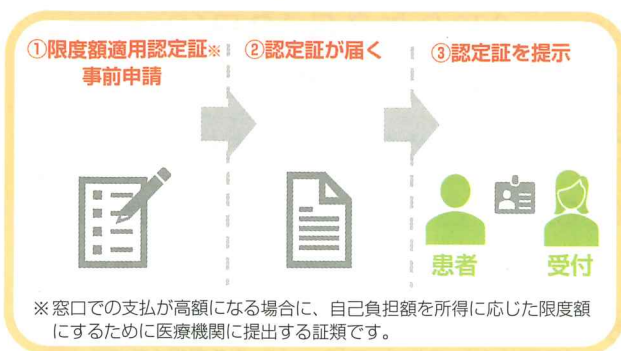 ①限度額適用認定証※
事前申請
②認定証が届く
③認定証を提示
患者
受付
※窓口での支払が高額になる場合に、自己負担額を所得に応じた限度額
にするために医療機関に提出する証類です。